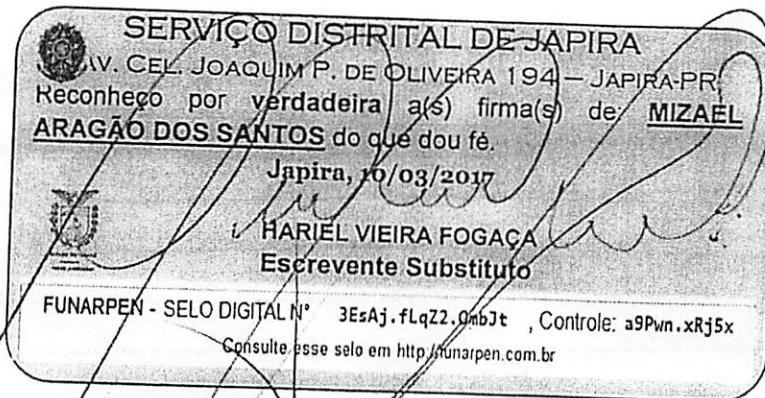 SERVIÇO DISTRITAL DE JAPIRA
AV. CEL. JOAQUIM P. DE OLIVEIRA 194 – JAPIRA-PR
Reconheço por verdadeira a(s) firma(s) de: MIZAEL
ARAGÃO DOS SANTOS do que dou fé.
Japira, 10/03/2017
HARIEL VIEIRA FOGAÇA
Escrevente Substituto
FUNARPEN - SELO DIGITAL N° 3EsAj.fLqZ2.OmbJt , Controle: a9Pwn.xRj5x
Consulte esse selo em http://funarpen.com.br